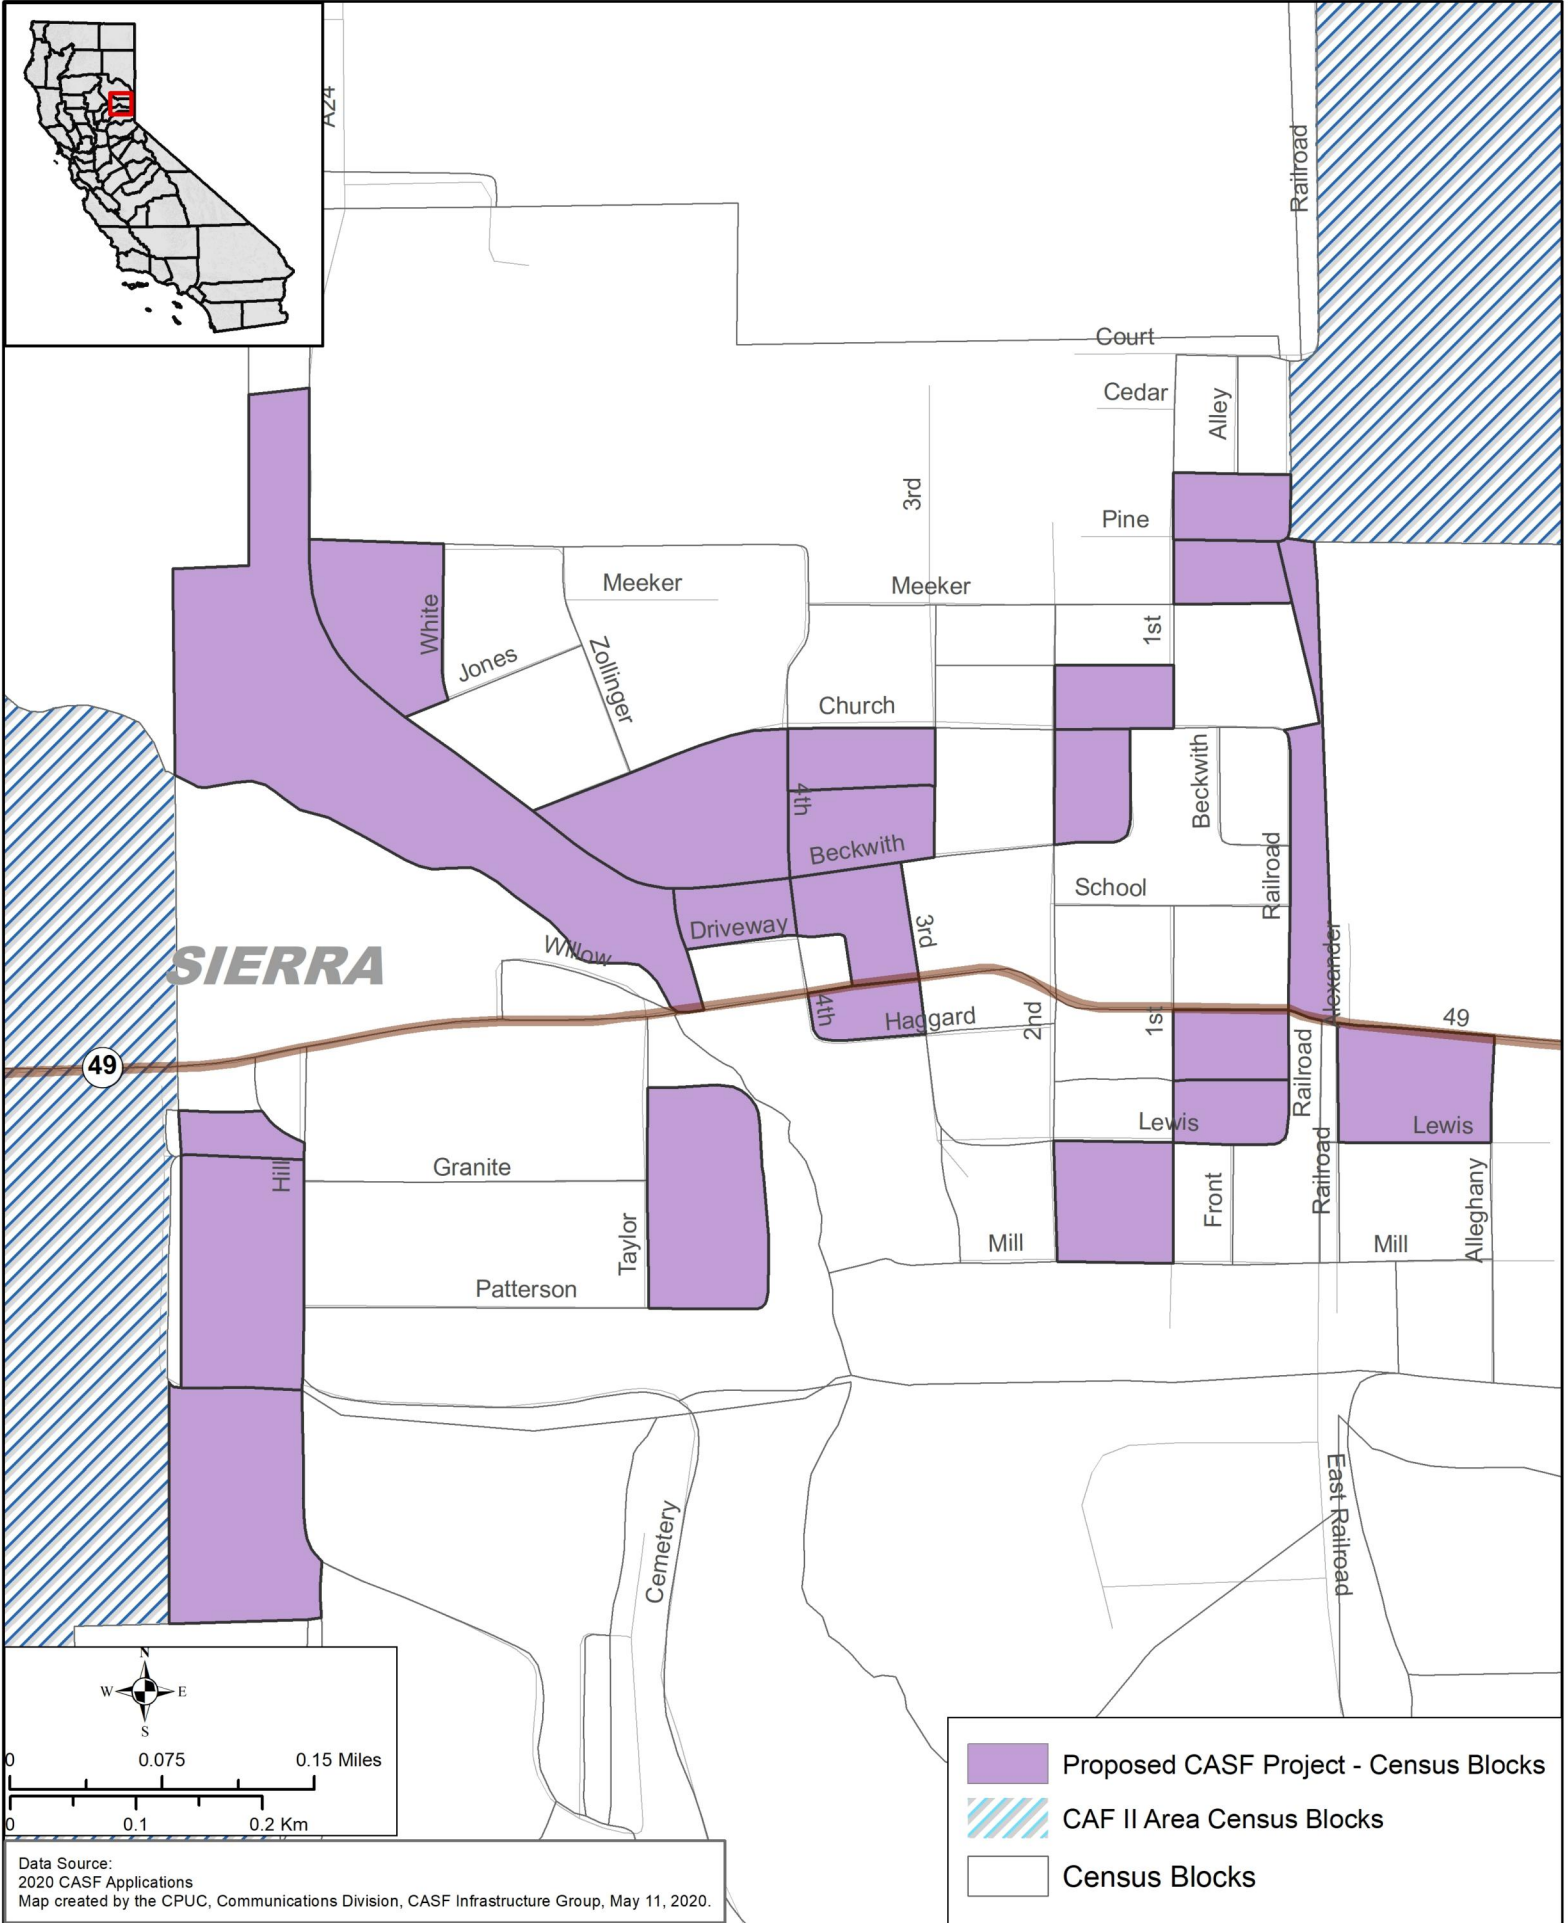 A24
Railroad
Court
Cedar
Alley
3rd
Pine
Meeker
Meeker
White
1st
Jones
Zollinger
Church
4th
Beckwith
Beckwith
Railroad
School
Driveway
3rd
Willow
SIERRA
Alexander
4th
Haggard
2nd
1st
49
49
Railroad
Lewis
Lewis
Hill
Granite
Railroad
Front
Alleghany
Taylor
Mill
Mill
Patterson
East Railroad
Cemetery
N
W E
S
0 0.075 0.15 Miles
0 0.1 0.2 Km
Proposed CASF Project - Census Blocks
CAF II Area Census Blocks
Census Blocks
Data Source:
2020 CASF Applications
Map created by the CPUC, Communications Division, CASF Infrastructure Group, May 11, 2020.